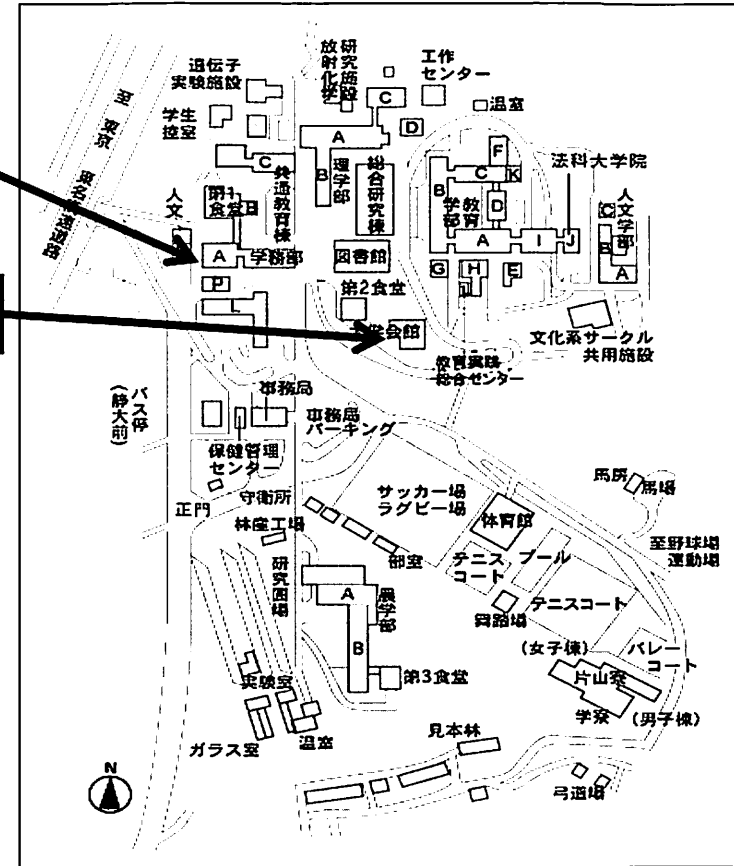 遺伝子
実験施設
放射化学
研究施設
工作
センター
C
温室
学生
控室
D
A
至 東京
F
法科大学院
C
共通教育棟
B
理学部
総合研究棟
B
C
K
教育
学部
D
人文
第1
食堂
B
人文学部
C
B
A
A
学務部
図書館
A
I
J
G
H
E
P
第2食堂
会館
文化系サークル
共用施設
教育実践
総合センター
バス停
(静大前)
事務局
事務局
パーキング
保健管理
センター
守衛所
正門
サッカー場
ラグビー場
体育館
馬房
馬場
林産工場
至野球場
運動場
部室
テニス
コート
プール
研究圃場
A
農学部
B
テニスコート
(女子棟)
バレー
コート
片山寮
第3食堂
学寮
(男子棟)
実験室
ガラス室
温室
見本林
N
弓道場